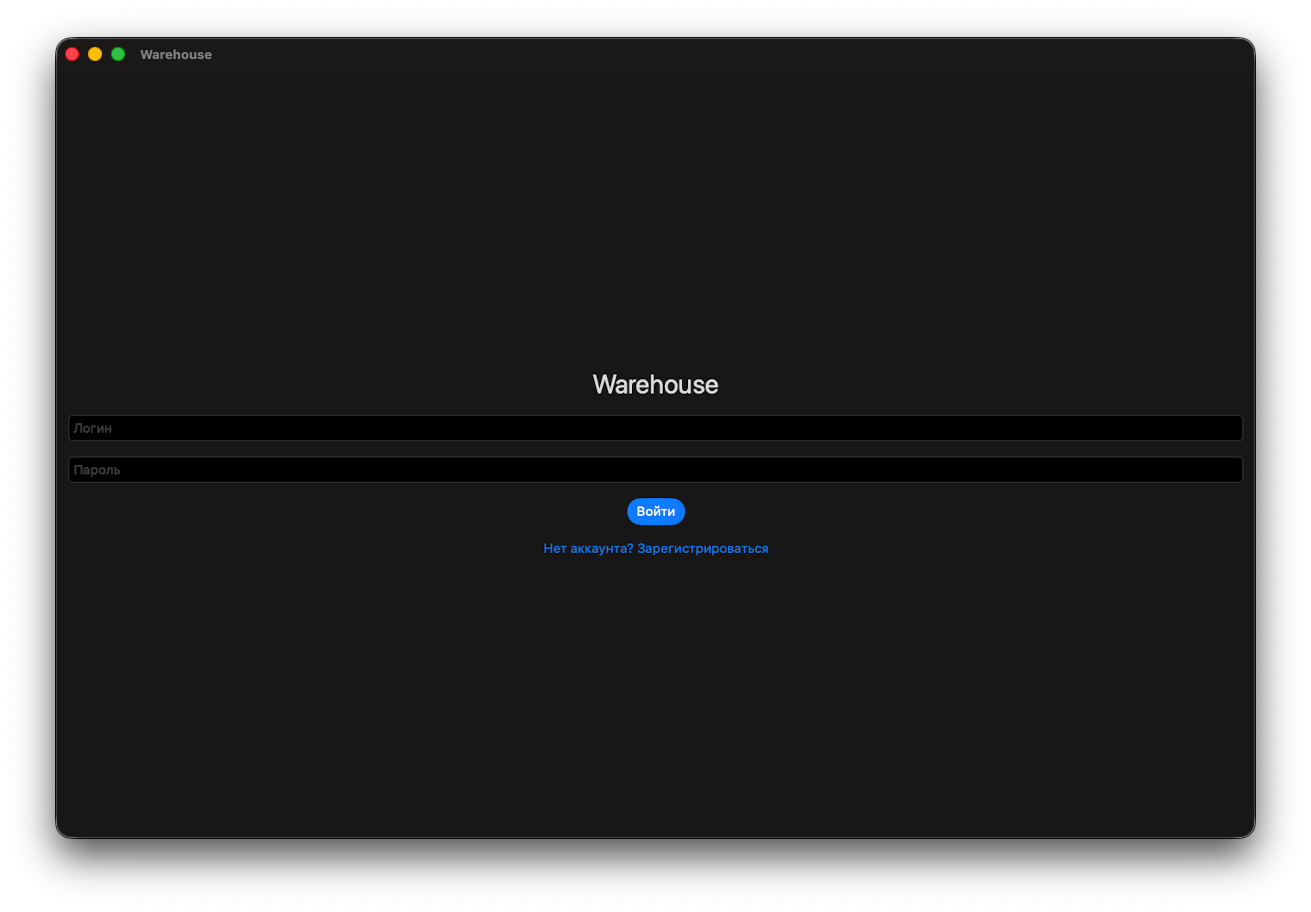 Warehouse
Warehouse
Логин
Пароль
Войти
Нет аккаунта? Зарегистрироваться